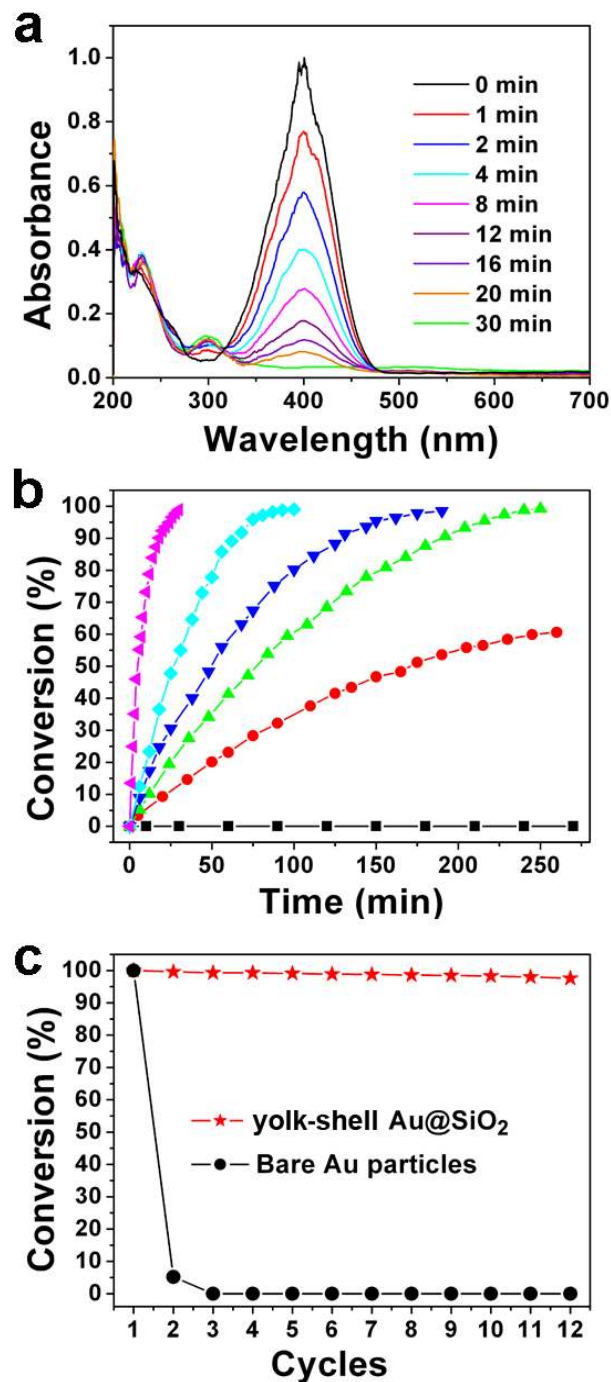 a
1.0
0.8
0.6
0.4
0.2
0.0
Absorbance
0 min
1 min
2 min
4 min
8 min
12 min
16 min
20 min
30 min
200 300 400 500 600 700
Wavelength (nm)
b
100
90
80
70
60
50
40
30
20
10
0
Conversion (%)
0 50 100 150 200 250
Time (min)
c
100
90
80
70
60
50
40
30
20
10
0
Conversion (%)
yolk-shell Au@SiO₂
Bare Au particles
1 2 3 4 5 6 7 8 9 10 11 12
Cycles